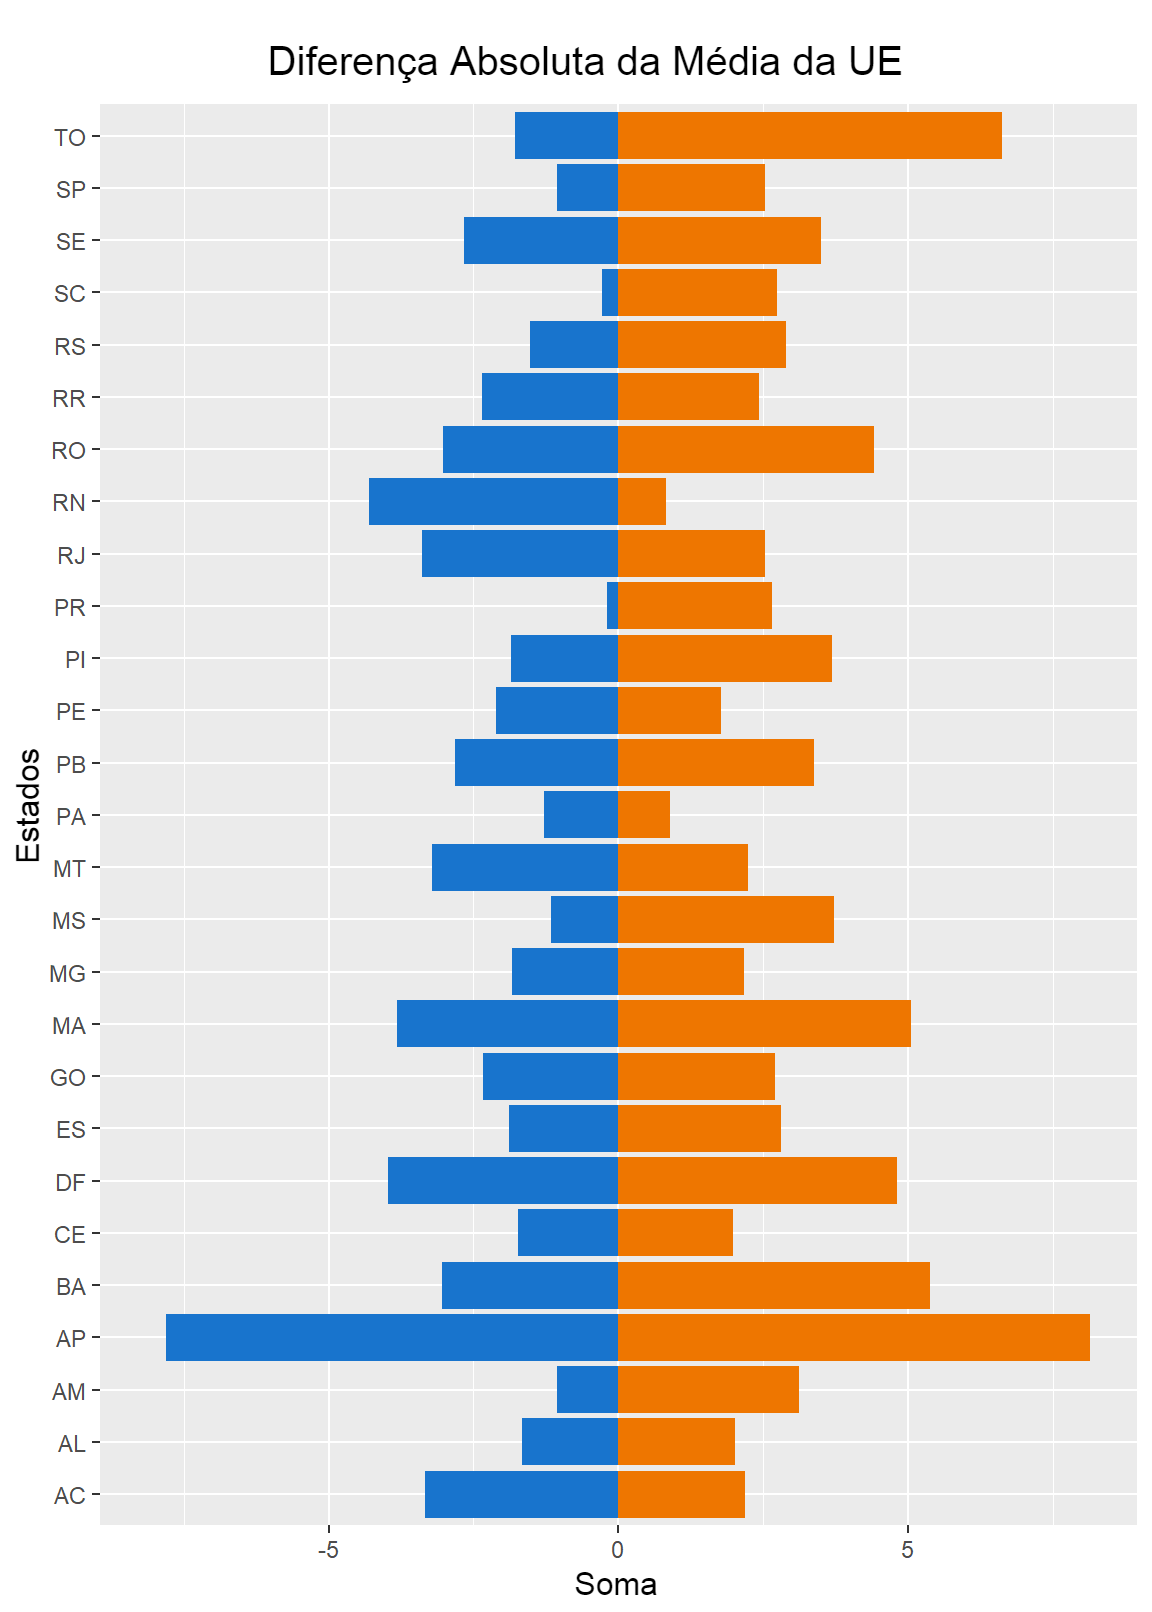 Diferença Absoluta da Média da UE
TO
SP
SE
SC
RS
RR
RO
RN
RJ
PR
PI
PE
PB
PA
MT
MS
MG
MA
GO
ES
DF
CE
BA
AP
AM
AL
AC
Estados
-5 0 5
Soma